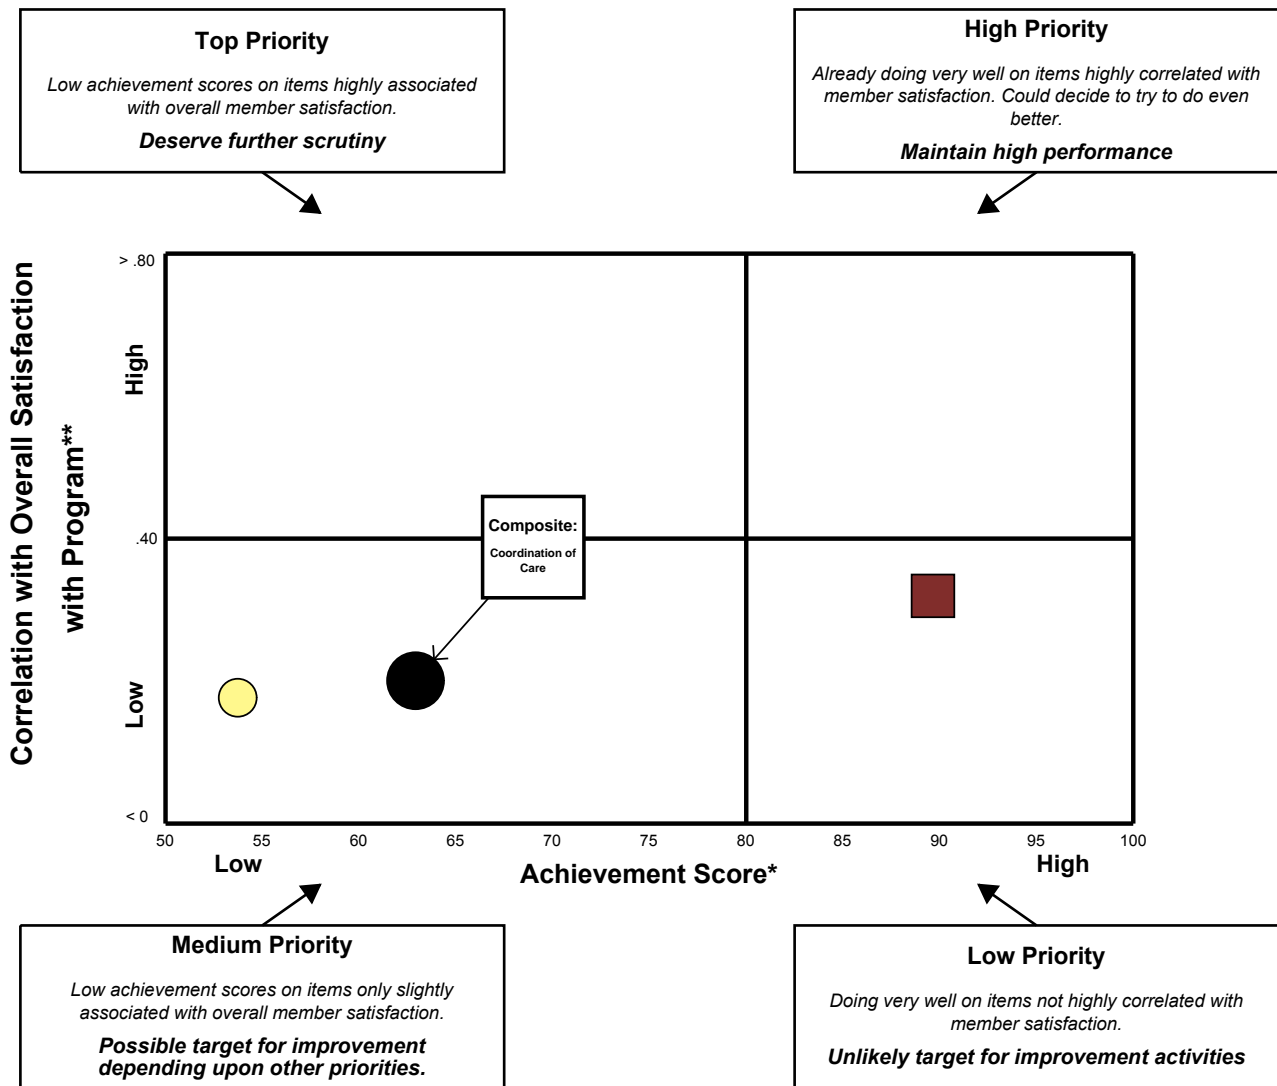 Top Priority
Low achievement scores on items highly associated
with overall member satisfaction.
Deserve further scrutiny
High Priority
Already doing very well on items highly correlated with
member satisfaction. Could decide to try to do even
better.
Maintain high performance
Correlation with Overall Satisfaction
with Program**
> .80
High
.40
Low
< 0
Composite:
Coordination of
Care
50 55 60 65 70 75 80 85 90 95 100
Low
Achievement Score*
High
Medium Priority
Low achievement scores on items only slightly
associated with overall member satisfaction.
Possible target for improvement
depending upon other priorities.
Low Priority
Doing very well on items not highly correlated with
member satisfaction.
Unlikely target for improvement activities